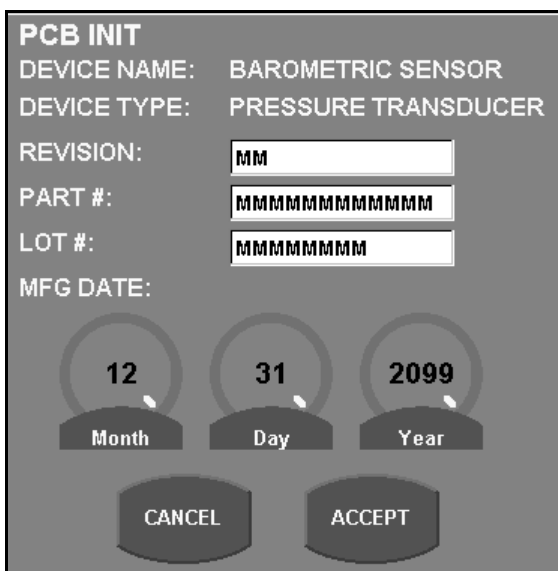 PCB INIT
DEVICE NAME: BAROMETRIC SENSOR
DEVICE TYPE: PRESSURE TRANSDUCER
REVISION: MM
PART #: MMMMMMMMMMMM
LOT #: MMMMMMMM
MFG DATE:
12 31 2099
Month Day Year
CANCEL ACCEPT